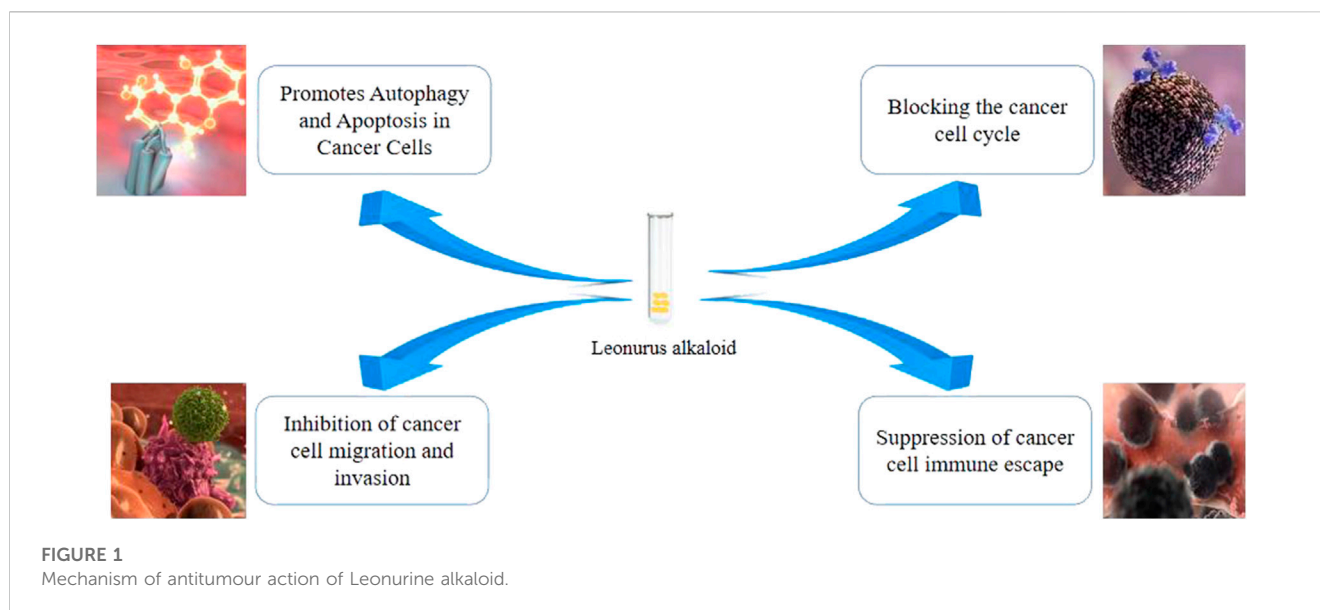 Promotes Autophagy
and Apoptosis in
Cancer Cells
Blocking the cancer
cell cycle
Leonurus alkaloid
Inhibition of cancer
cell migration and
invasion
Suppression of cancer
cell immune escape
FIGURE 1
Mechanism of antitumour action of Leonurine alkaloid.